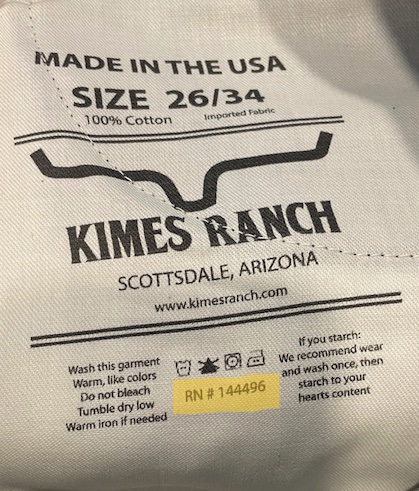 MADE IN THE USA
SIZE 26/34
100% Cotton Imported Fabric
KIMES RANCH
SCOTTSDALE, ARIZONA
www.kimesranch.com
Wash this garment
Warm, like colors
Do not bleach
Tumble dry low
Warm iron if needed
RN # 144496
If you starch:
We recommend wear
and wash once, then
starch to your
hearts content